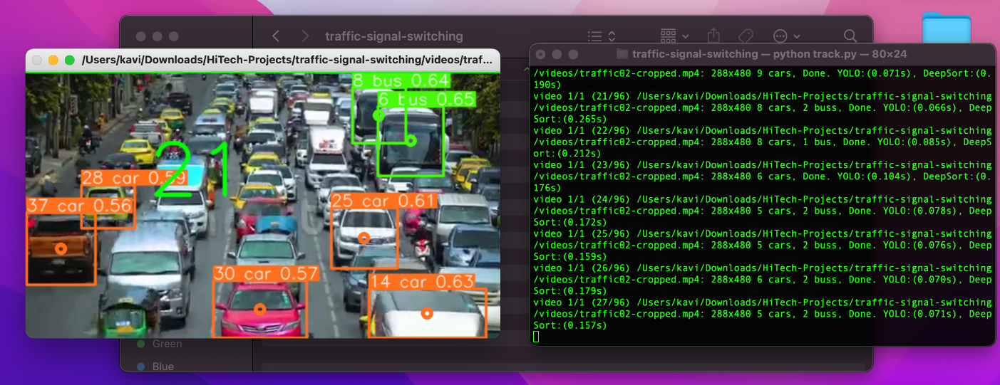 traffic-signal-switching
/Users/kavi/Downloads/HiTech-Projects/traffic-signal-switching/videos/traf...
8 bus 0.64
6 bus 0.65
21
28 car 0.59
37 car 0.56
25 car 0.61
30 car 0.57
14 car 0.63
Green
Blue
traffic-signal-switching — python track.py — 80×24
/videos/traffic02-cropped.mp4: 288x480 9 cars, Done. YOLO:(0.071s), DeepSort:(0.
190s)
video 1/1 (21/96) /Users/kavi/Downloads/HiTech-Projects/traffic-signal-switching
/videos/traffic02-cropped.mp4: 288x480 8 cars, 2 buss, Done. YOLO:(0.066s), Deep
Sort:(0.265s)
video 1/1 (22/96) /Users/kavi/Downloads/HiTech-Projects/traffic-signal-switching
/videos/traffic02-cropped.mp4: 288x480 8 cars, 1 bus, Done. YOLO:(0.085s), DeepS
ort:(0.212s)
video 1/1 (23/96) /Users/kavi/Downloads/HiTech-Projects/traffic-signal-switching
/videos/traffic02-cropped.mp4: 288x480 6 cars, Done. YOLO:(0.104s), DeepSort:(0.
176s)
video 1/1 (24/96) /Users/kavi/Downloads/HiTech-Projects/traffic-signal-switching
/videos/traffic02-cropped.mp4: 288x480 5 cars, 2 buss, Done. YOLO:(0.078s), Deep
Sort:(0.172s)
video 1/1 (25/96) /Users/kavi/Downloads/HiTech-Projects/traffic-signal-switching
/videos/traffic02-cropped.mp4: 288x480 5 cars, 2 buss, Done. YOLO:(0.076s), Deep
Sort:(0.159s)
video 1/1 (26/96) /Users/kavi/Downloads/HiTech-Projects/traffic-signal-switching
/videos/traffic02-cropped.mp4: 288x480 6 cars, 2 buss, Done. YOLO:(0.070s), Deep
Sort:(0.179s)
video 1/1 (27/96) /Users/kavi/Downloads/HiTech-Projects/traffic-signal-switching
/videos/traffic02-cropped.mp4: 288x480 5 cars, 2 buss, Done. YOLO:(0.071s), Deep
Sort:(0.157s)